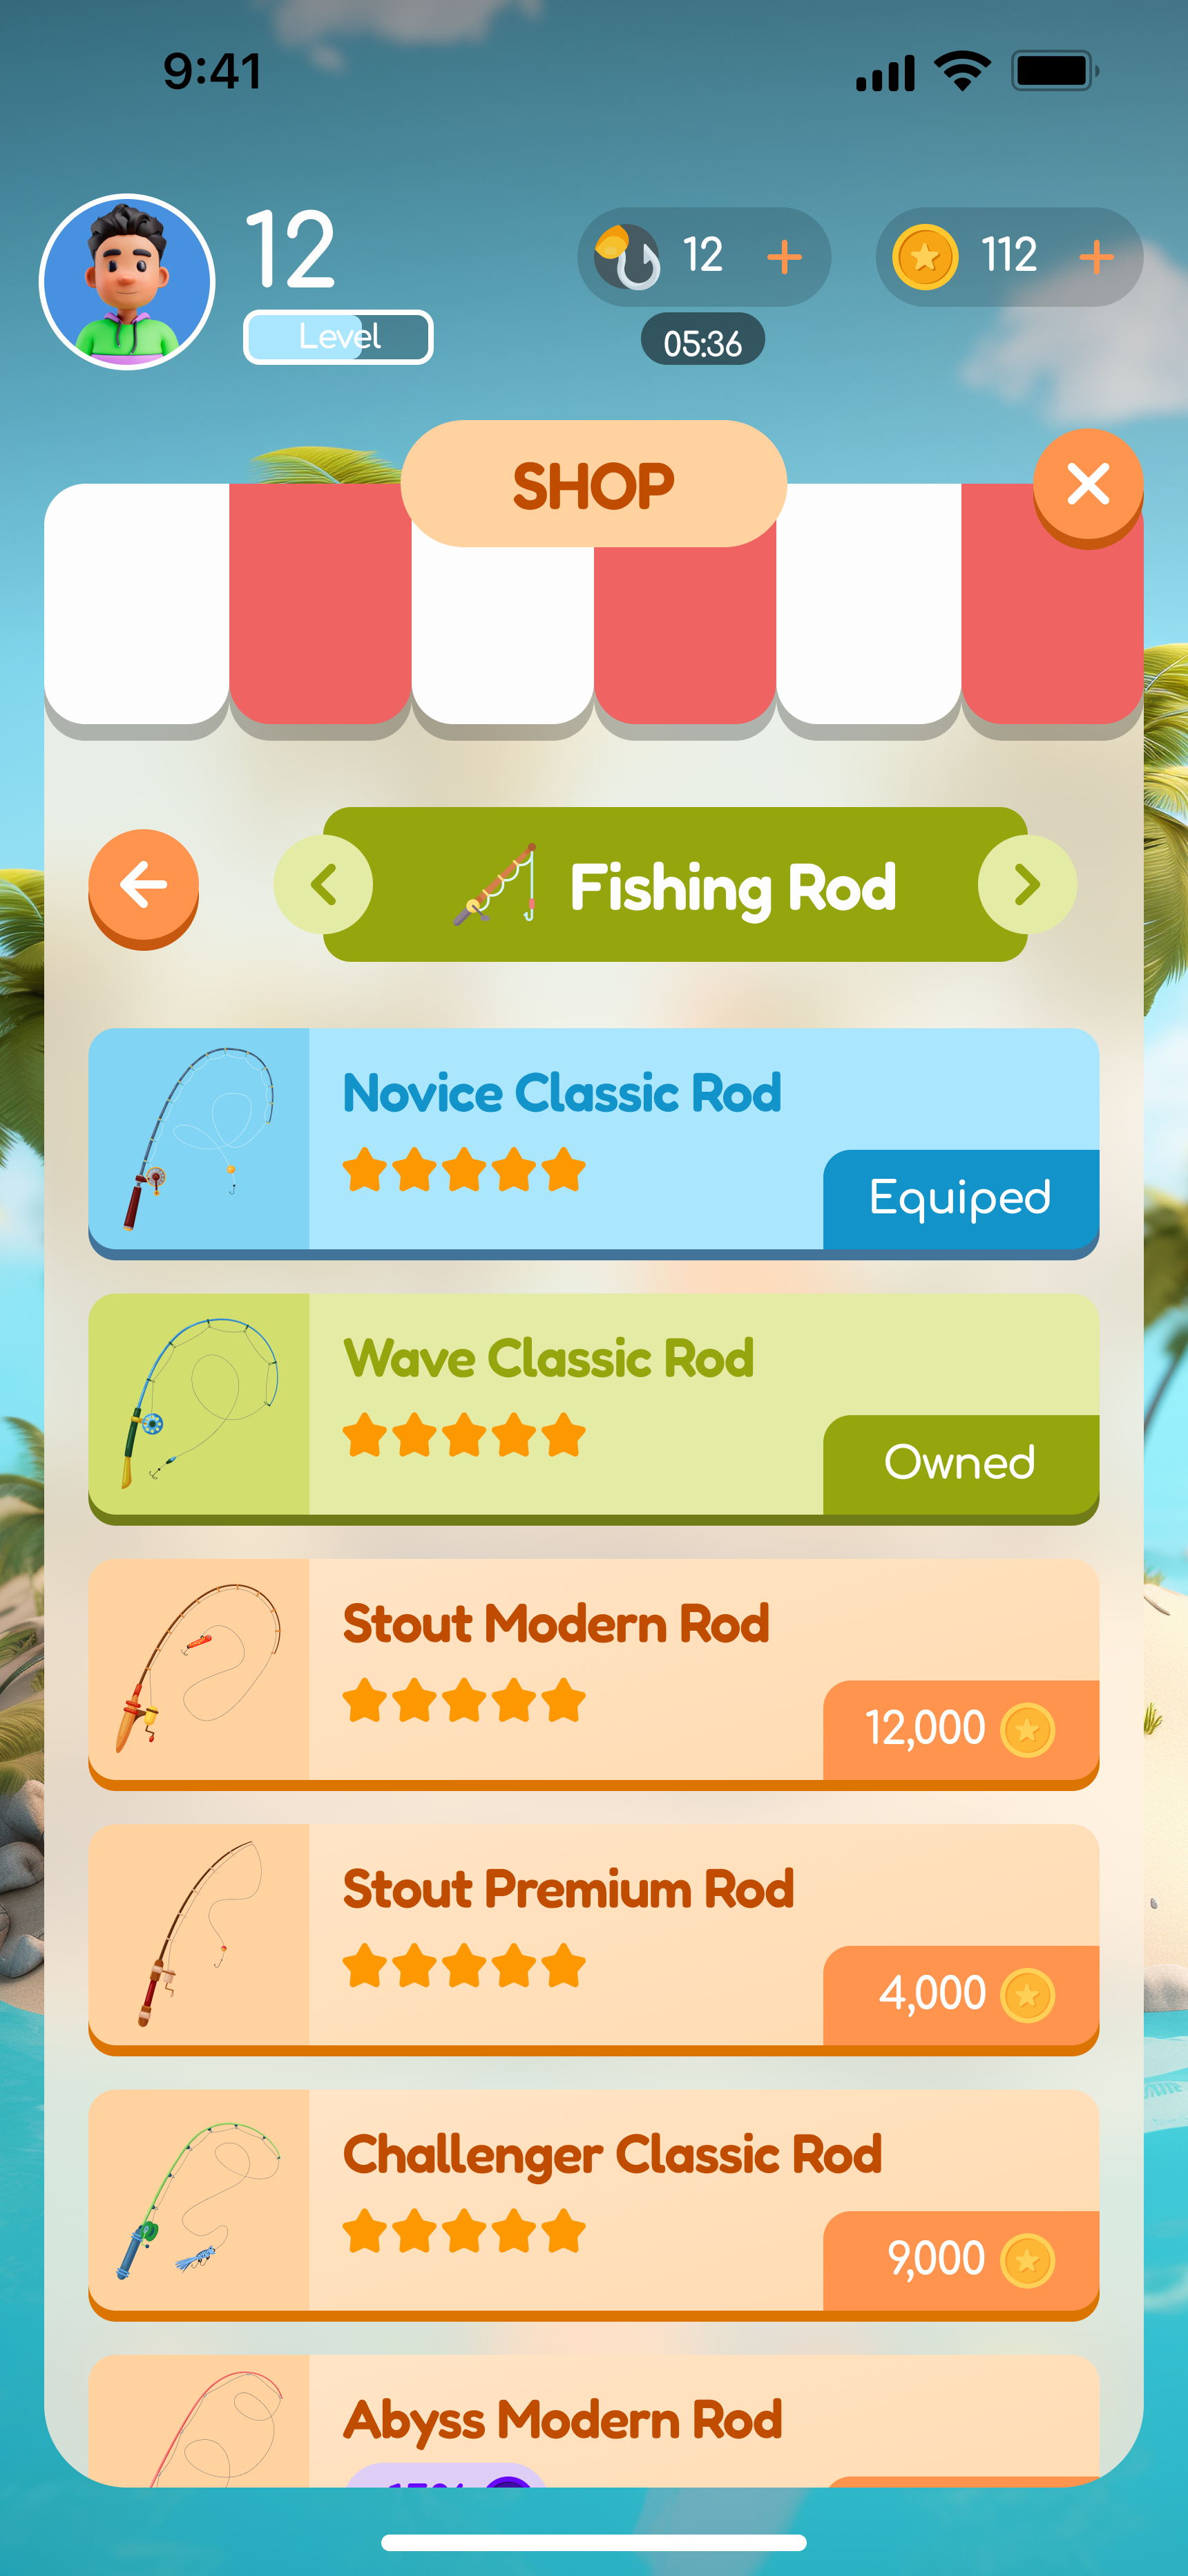 9:41
12
Level
12
05:36
112
SHOP
Fishing Rod
Novice Classic Rod
Equiped
Wave Classic Rod
Owned
Stout Modern Rod
12,000
Stout Premium Rod
4,000
Challenger Classic Rod
9,000
Abyss Modern Rod